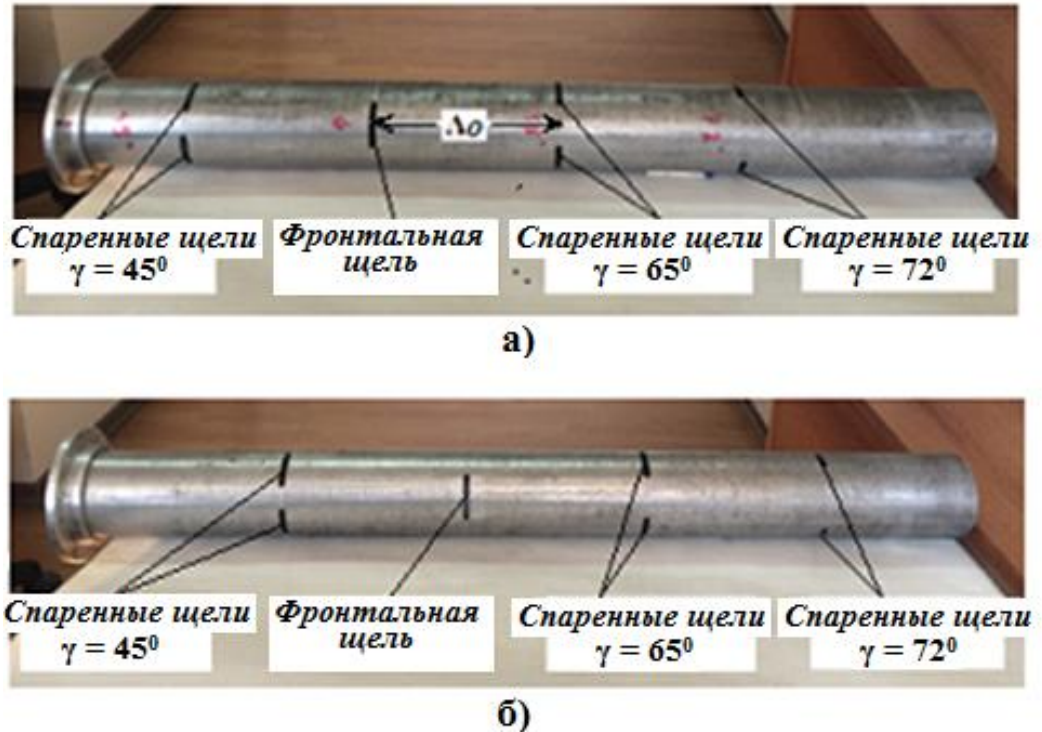 Λ₀
Спаренные щели
γ = 45⁰
Фронтальная
щель
Спаренные щели
γ = 65⁰
Спаренные щели
γ = 72⁰
а)
Спаренные щели
γ = 45⁰
Фронтальная
щель
Спаренные щели
γ = 65⁰
Спаренные щели
γ = 72⁰
б)